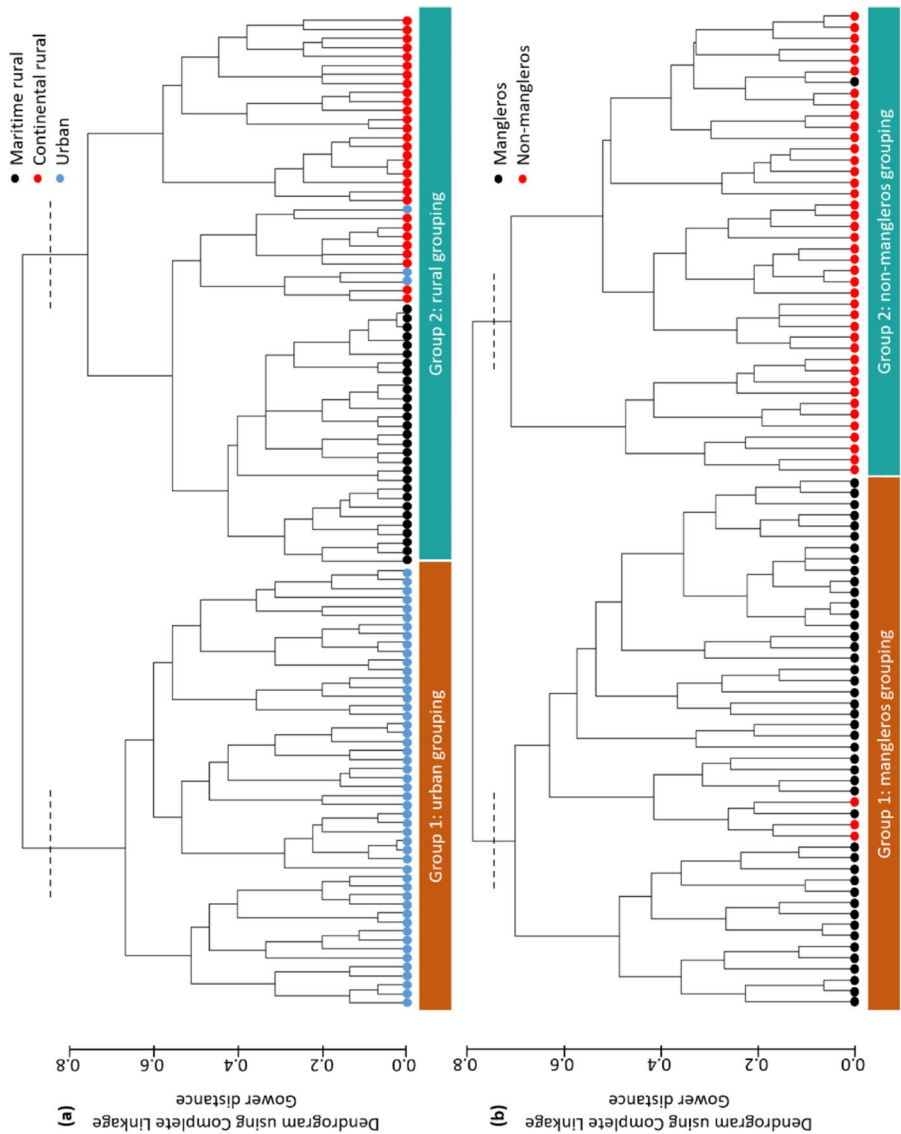 (a)
Dendrogram using Complete Linkage
Gower distance
0.8
0.6
0.4
0.2
0.0
Maritime rural
Continental rural
Urban
Group 1: urban grouping
Group 2: rural grouping
(b)
Dendrogram using Complete Linkage
Gower distance
0.8
0.6
0.4
0.2
0.0
Mangleros
Non-mangleros
Group 1: mangleros grouping
Group 2: non-mangleros grouping